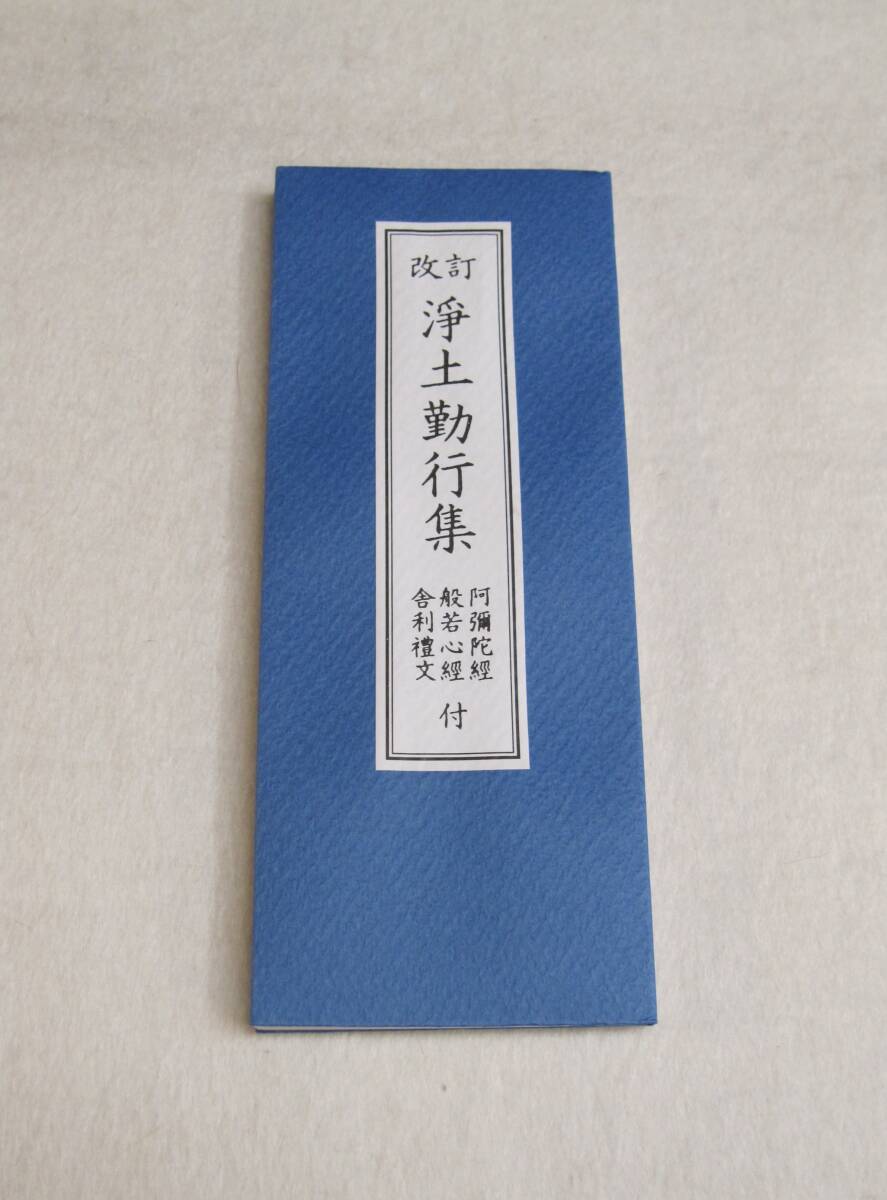 改訂
淨土勤行集
阿彌陀經
般若心經
舎利禮文
付